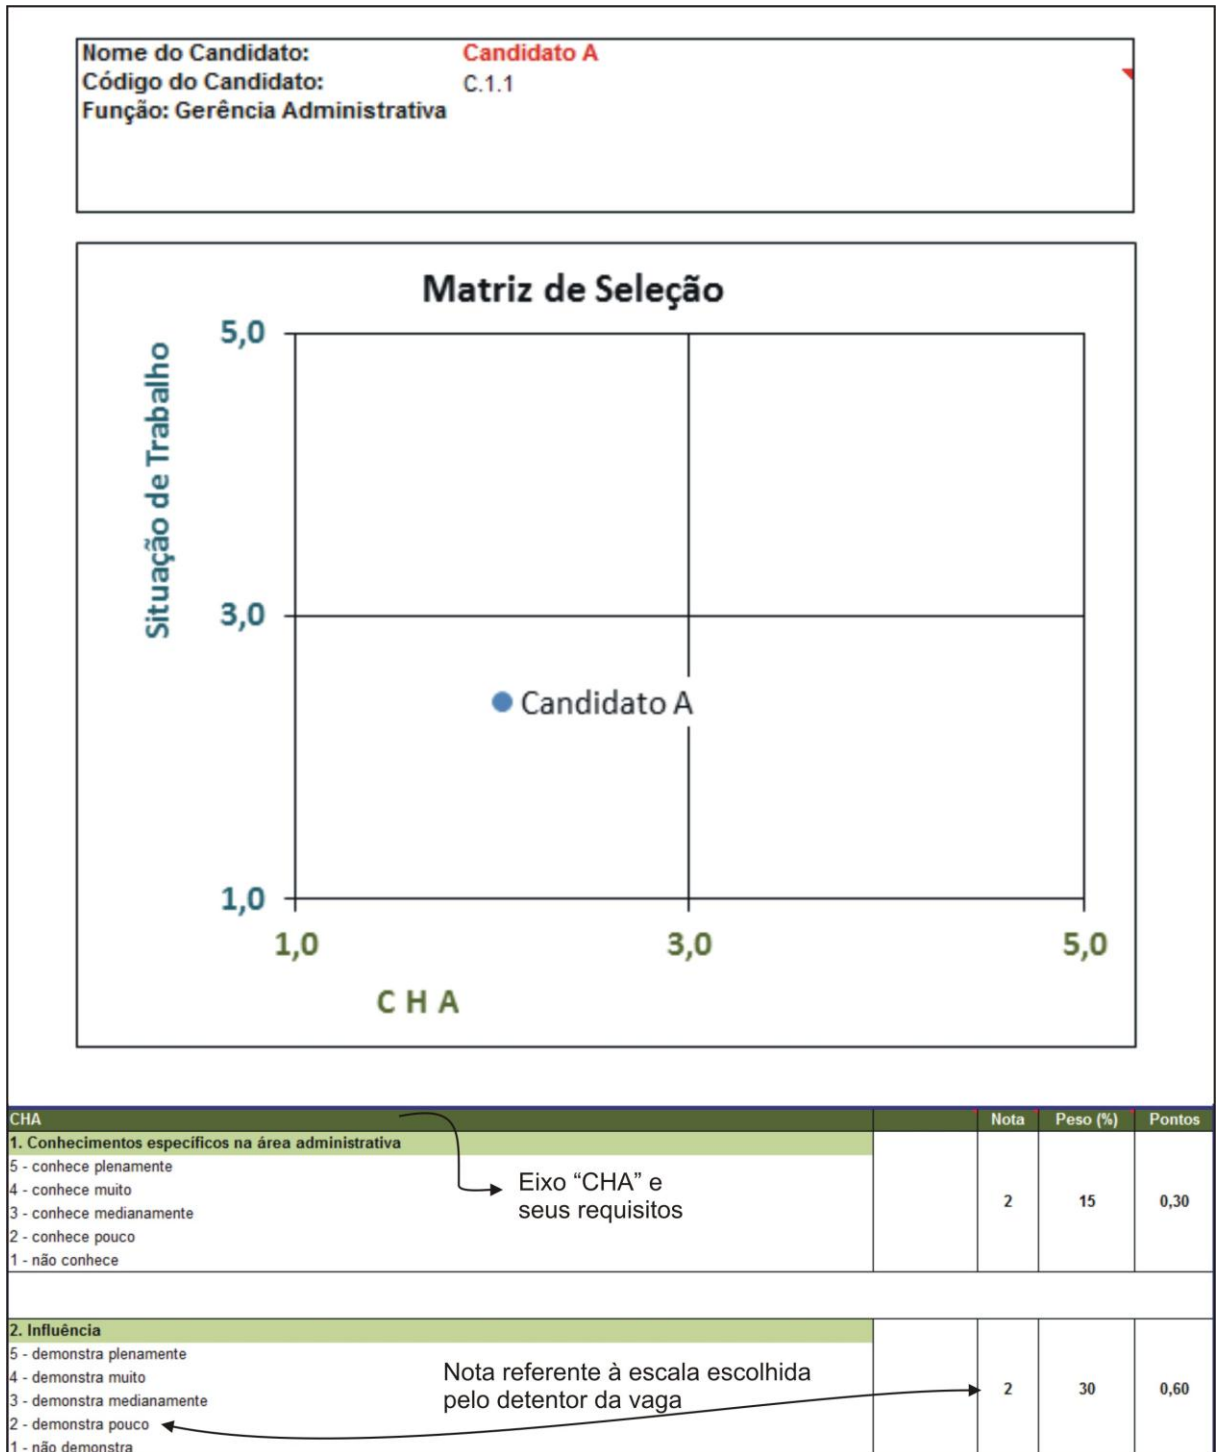 Nome do Candidato: Candidato A
Código do Candidato: C.1.1
Função: Gerência Administrativa
Matriz de Seleção
Situação de Trabalho
5,0
3,0
Candidato A
1,0
1,0 3,0 5,0
C H A
CHA Nota Peso (%) Pontos
1. Conhecimentos específicos na área administrativa
5 - conhece plenamente
4 - conhece muito
3 - conhece medianamente
2 - conhece pouco
1 - não conhece
Eixo “CHA” e
seus requisitos
2 15 0,30
2. Influência
5 - demonstra plenamente
4 - demonstra muito
3 - demonstra medianamente
2 - demonstra pouco
1 - não demonstra
Nota referente à escala escolhida
pelo detentor da vaga
2 30 0,60